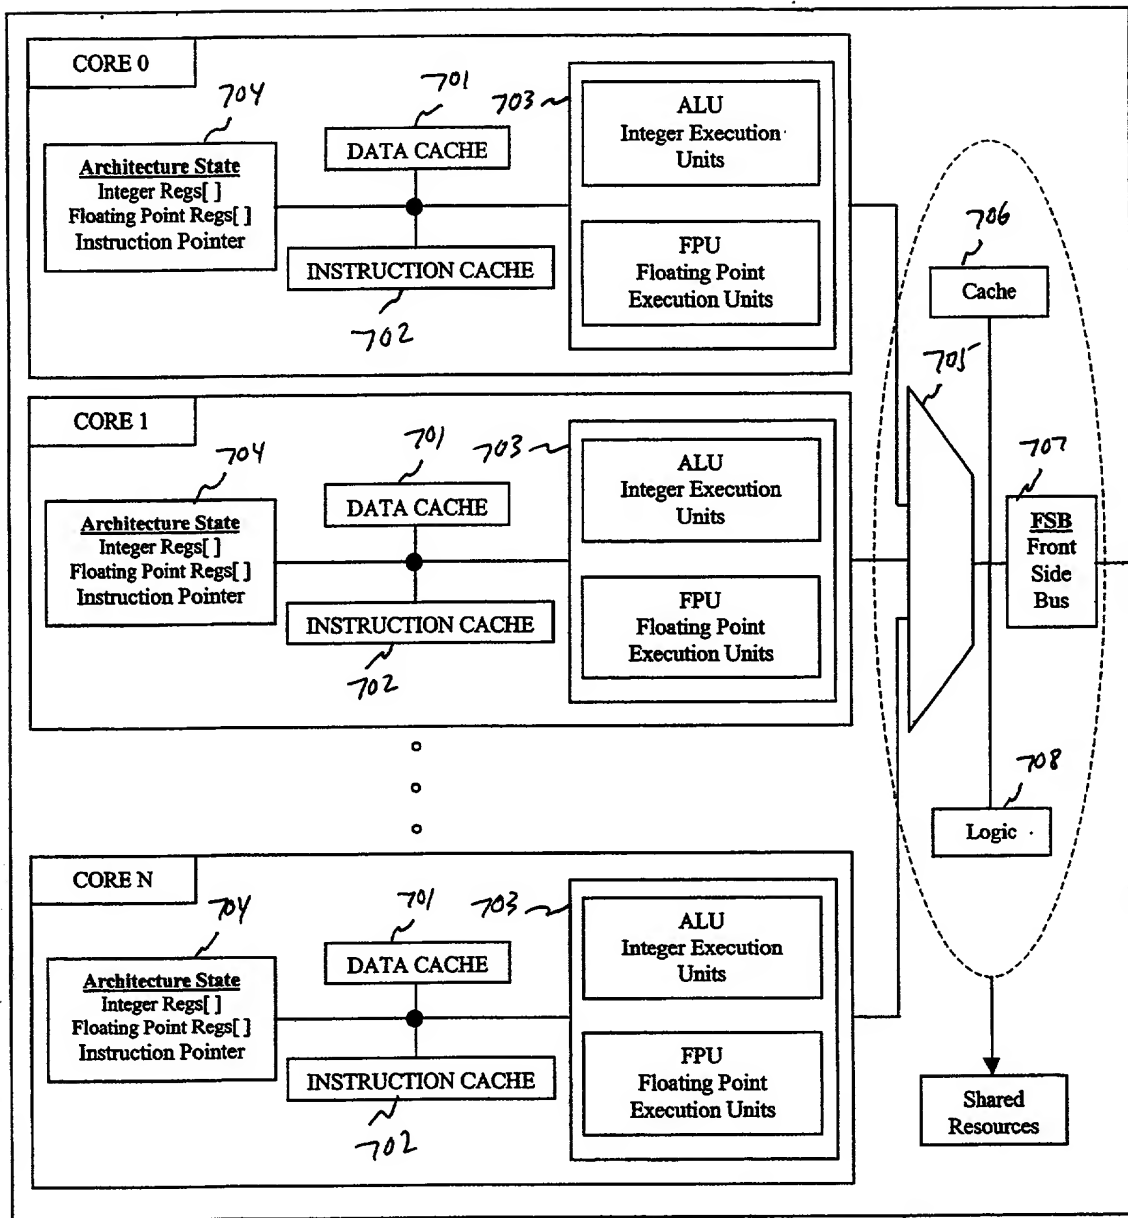 CORE 0
704
Architecture State
Integer Regs[ ]
Floating Point Regs[ ]
Instruction Pointer
701
DATA CACHE
INSTRUCTION CACHE
702
703
ALU
Integer Execution
Units
FPU
Floating Point
Execution Units
CORE 1
704
Architecture State
Integer Regs[ ]
Floating Point Regs[ ]
Instruction Pointer
701
DATA CACHE
INSTRUCTION CACHE
702
703
ALU
Integer Execution
Units
FPU
Floating Point
Execution Units
CORE N
704
Architecture State
Integer Regs[ ]
Floating Point Regs[ ]
Instruction Pointer
701
DATA CACHE
INSTRUCTION CACHE
702
703
ALU
Integer Execution
Units
FPU
Floating Point
Execution Units
706
Cache
705
707
FSB
Front
Side
Bus
708
Logic
Shared
Resources